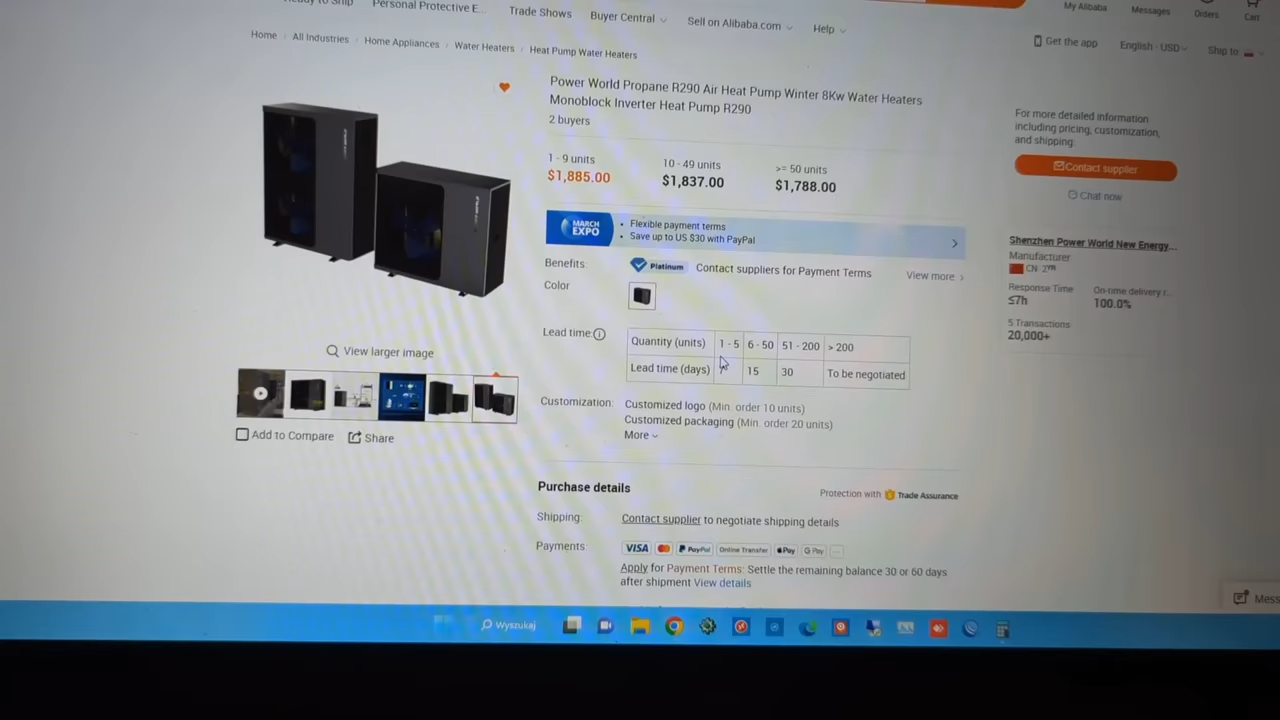 Personal Protective E...
Trade Shows
Buyer Central
Sell on Alibaba.com
Help
My Alibaba
Messages
Orders
Cart
Get the app
English - USD
Ship to:
Home / All Industries / Home Appliances / Water Heaters / Heat Pump Water Heaters
Power World Propane R290 Air Heat Pump Winter 8Kw Water Heaters
Monoblock Inverter Heat Pump R290
2 buyers
1 - 9 units
$1,885.00
10 - 49 units
$1,837.00
>= 50 units
$1,788.00
MARCH
EXPO
• Flexible payment terms
• Save up to US $30 with PayPal
Benefits:
Platinum
Contact suppliers for Payment Terms
View more
Color
Lead time:
Quantity (units) 1 - 5 6 - 50 51 - 200 > 200
Lead time (days) 15 30 To be negotiated
Customization:
Customized logo (Min. order 10 units)
Customized packaging (Min. order 20 units)
More
View larger image
Add to Compare
Share
Purchase details
Protection with Trade Assurance
Shipping:
Contact supplier to negotiate shipping details
Payments:
VISA PayPal Online Transfer Pay G Pay ...
Apply for Payment Terms: Settle the remaining balance 30 or 60 days
after shipment View details
For more detailed information
including pricing, customization,
and shipping:
Contact supplier
Chat now
Shenzhen Power World New Energy...
Manufacturer
CN
Response Time
≤7h
On-time delivery r...
100.0%
5 Transactions
20,000+
Mess
Wyszukaj